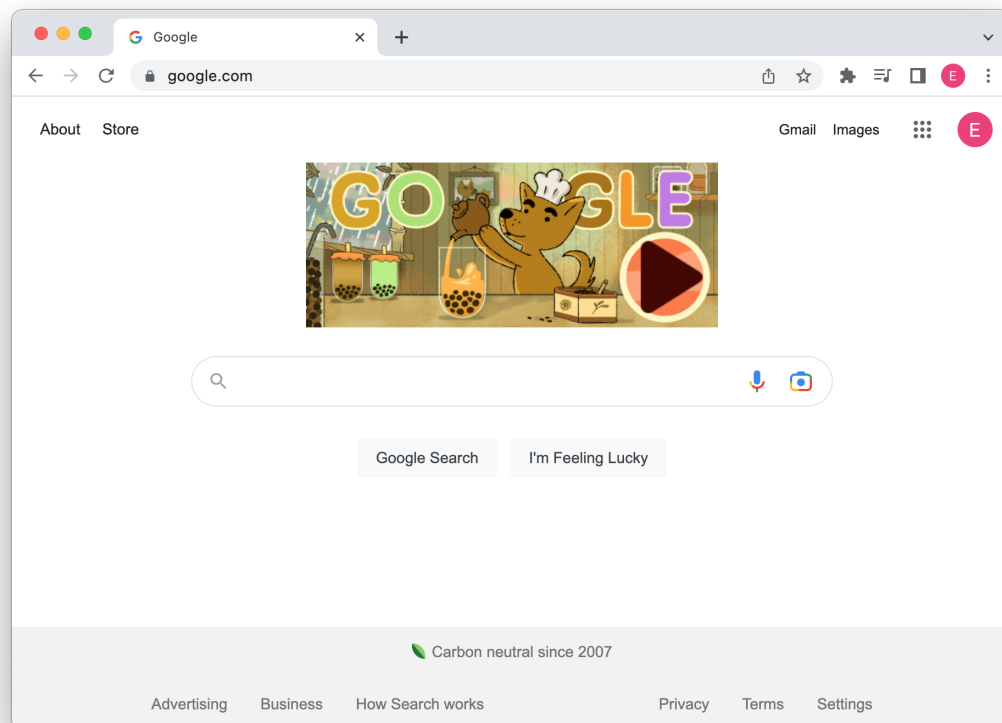 Google
google.com
E
About Store
Gmail Images
E
GOOGLE
Google Search
I'm Feeling Lucky
Carbon neutral since 2007
Advertising Business How Search works
Privacy Terms Settings